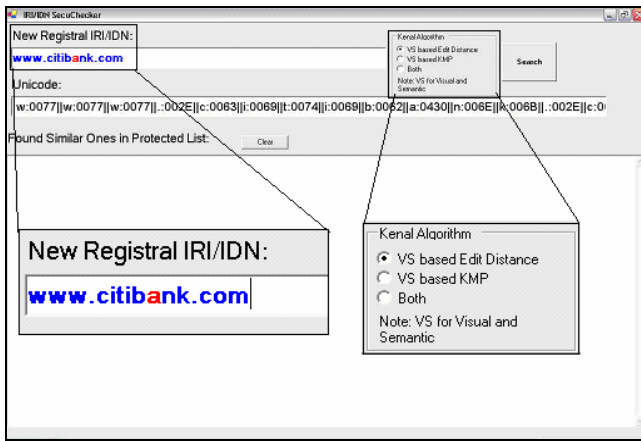 IRI/IDN SecuChecker
New Registral IRI/IDN:
www.citibаnk.com
Kenal Algorithm
VS based Edit Distance
VS based KMP
Both
Note: VS for Visual and
Semantic
Search
Unicode:
w:0077||w:0077||w:0077||.:002E||c:0063||i:0069||t:0074||i:0069||b:0062||а:0430||n:006E||k:006B||.:002E||c:0
Found Similar Ones in Protected List:
Clear
New Registral IRI/IDN:
www.citibаnk.com
Kenal Algorithm
VS based Edit Distance
VS based KMP
Both
Note: VS for Visual and
Semantic